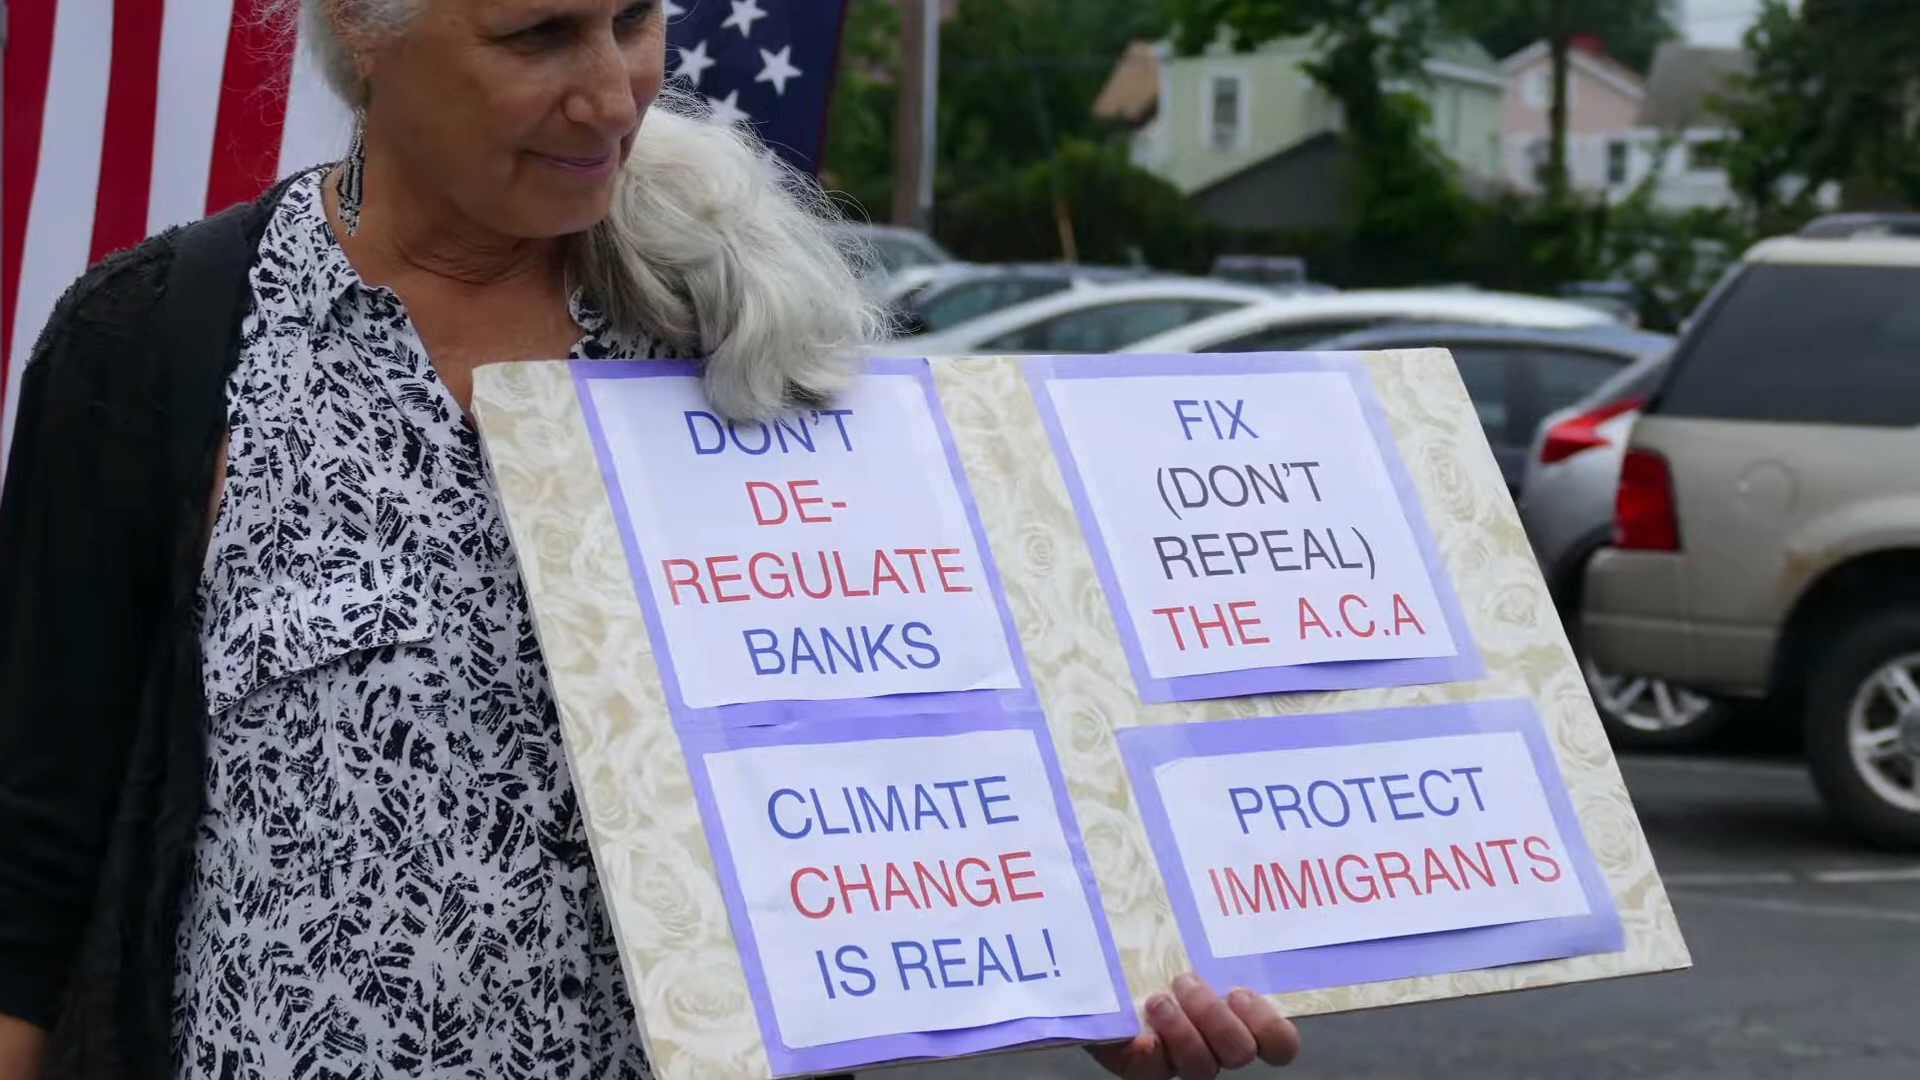 DON'T
DE-
REGULATE
BANKS
FIX
(DON'T
REPEAL)
THE A.C.A
CLIMATE
CHANGE
IS REAL!
PROTECT
IMMIGRANTS